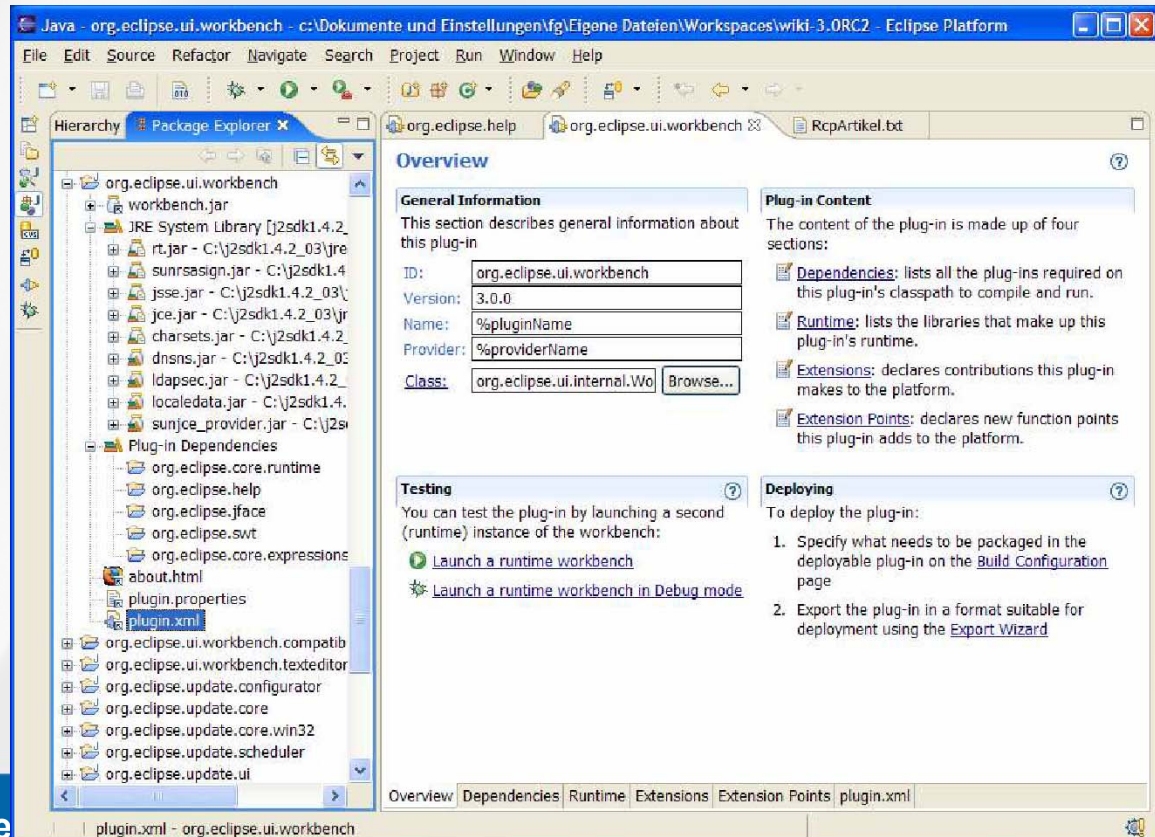 Java - org.eclipse.ui.workbench - c:\Dokumente und Einstellungen\fg\Eigene Dateien\Workspaces\wiki-3.0RC2 - Eclipse Platform
File Edit Source Refactor Navigate Search Project Run Window Help
Hierarchy Package Explorer
org.eclipse.ui.workbench
workbench.jar
JRE System Library [j2sdk1.4.2_
rt.jar - C:\j2sdk1.4.2_03\jre
sunrsasign.jar - C:\j2sdk1.4
jsse.jar - C:\j2sdk1.4.2_03\
jce.jar - C:\j2sdk1.4.2_03\jr
charsets.jar - C:\j2sdk1.4.2_
dnsns.jar - C:\j2sdk1.4.2_03
ldapsec.jar - C:\j2sdk1.4.2_
localedata.jar - C:\j2sdk1.4.
sunjce_provider.jar - C:\j2s
Plug-in Dependencies
org.eclipse.core.runtime
org.eclipse.help
org.eclipse.jface
org.eclipse.swt
org.eclipse.core.expressions
about.html
plugin.properties
plugin.xml
org.eclipse.ui.workbench.compatib
org.eclipse.ui.workbench.texteditor
org.eclipse.update.configurator
org.eclipse.update.core
org.eclipse.update.core.win32
org.eclipse.update.scheduler
org.eclipse.update.ui
org.eclipse.help org.eclipse.ui.workbench RcpArtikel.txt
Overview
General Information
This section describes general information about
this plug-in
ID: org.eclipse.ui.workbench
Version: 3.0.0
Name: %pluginName
Provider: %providerName
Class: org.eclipse.ui.internal.Wo Browse...
Plug-in Content
The content of the plug-in is made up of four
sections:
Dependencies: lists all the plug-ins required on
this plug-in's classpath to compile and run.
Runtime: lists the libraries that make up this
plug-in's runtime.
Extensions: declares contributions this plug-in
makes to the platform.
Extension Points: declares new function points
this plug-in adds to the platform.
Testing
You can test the plug-in by launching a second
(runtime) instance of the workbench:
Launch a runtime workbench
Launch a runtime workbench in Debug mode
Deploying
To deploy the plug-in:
1. Specify what needs to be packaged in the
deployable plug-in on the Build Configuration
page
2. Export the plug-in in a format suitable for
deployment using the Export Wizard
Overview Dependencies Runtime Extensions Extension Points plugin.xml
plugin.xml - org.eclipse.ui.workbench